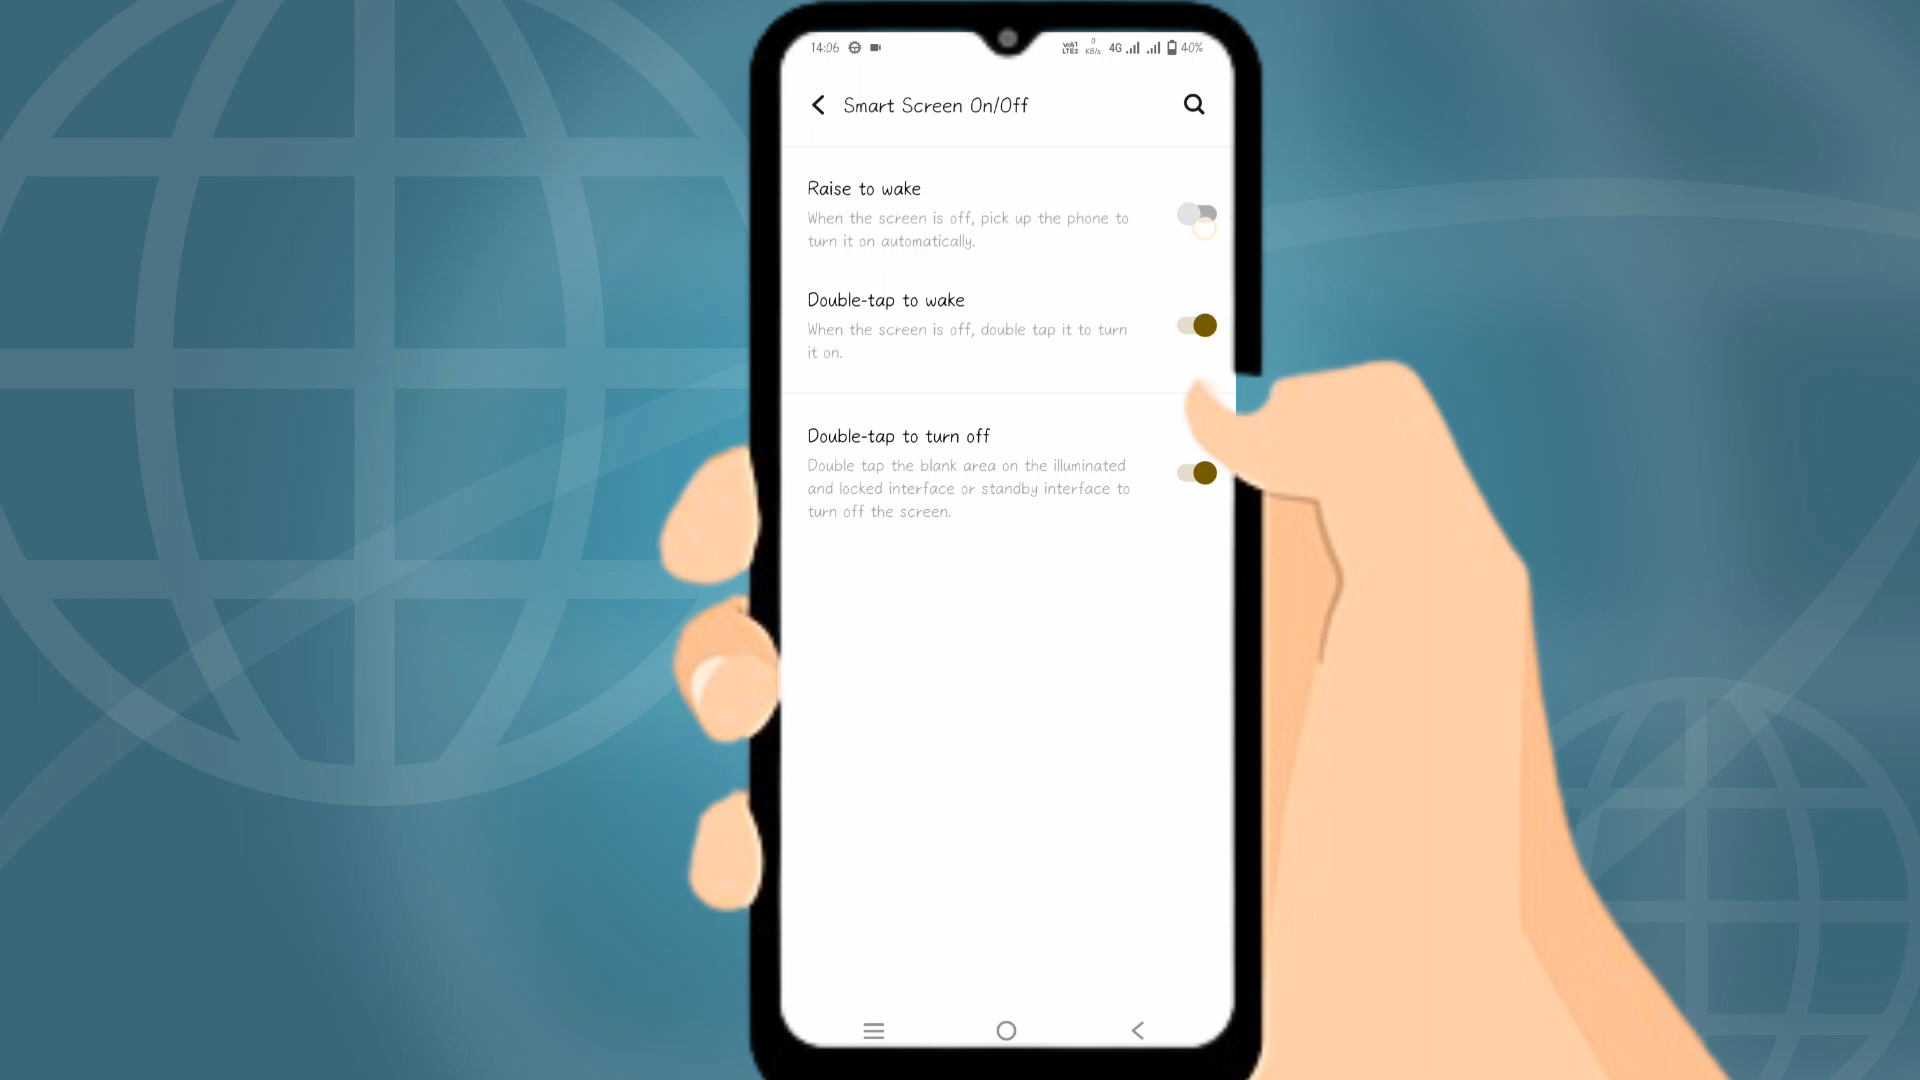 14:06 0 KB/s 4G 40%
Smart Screen On/Off
Raise to wake
When the screen is off, pick up the phone to
turn it on automatically.
Double-tap to wake
When the screen is off, double tap it to turn
it on.
Double-tap to turn off
Double tap the blank area on the illuminated
and locked interface or standby interface to
turn off the screen.